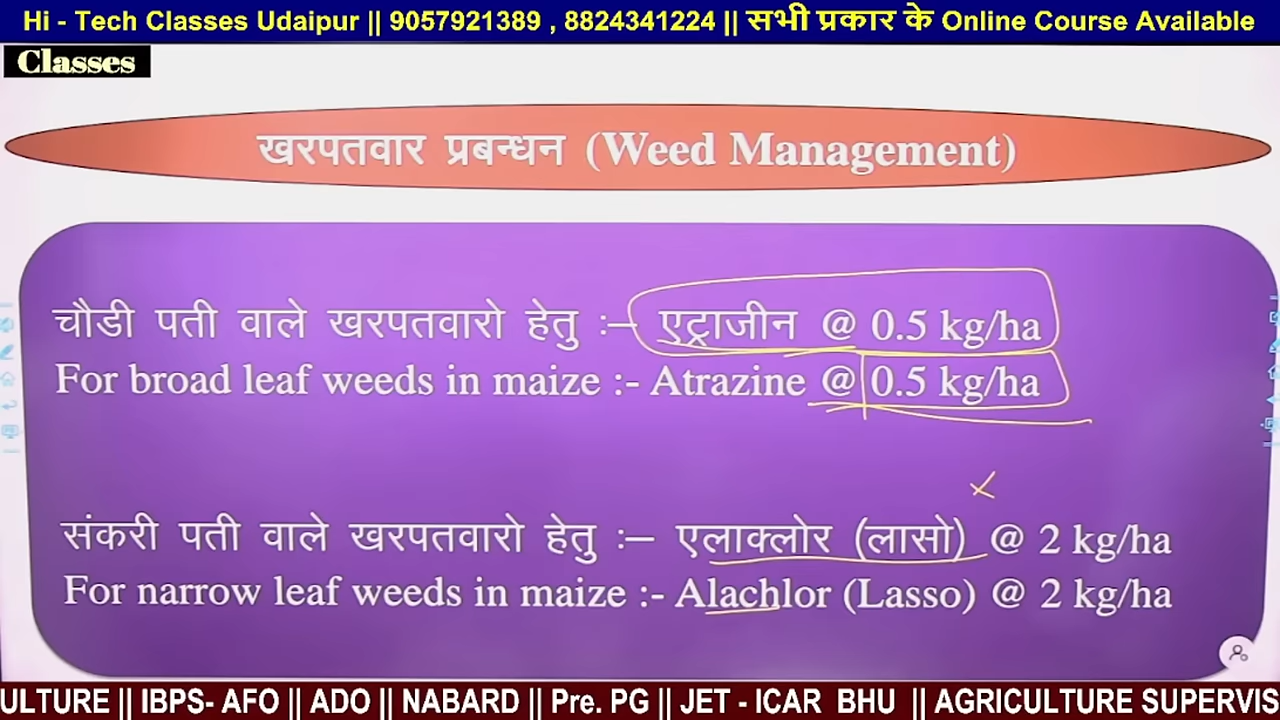 Hi - Tech Classes Udaipur || 9057921389 , 8824341224 || सभी प्रकार के Online Course Available
Classes
खरपतवार प्रबन्धन (Weed Management)
चौडी पती वाले खरपतवारो हेतु :– एट्राजीन @ 0.5 kg/ha
For broad leaf weeds in maize :- Atrazine @ 0.5 kg/ha
संकरी पती वाले खरपतवारो हेतु :– एलाक्लोर (लासो) @ 2 kg/ha
For narrow leaf weeds in maize :- Alachlor (Lasso) @ 2 kg/ha
ULTURE || IBPS- AFO || ADO || NABARD || Pre. PG || JET - ICAR BHU || AGRICULTURE SUPERVIS